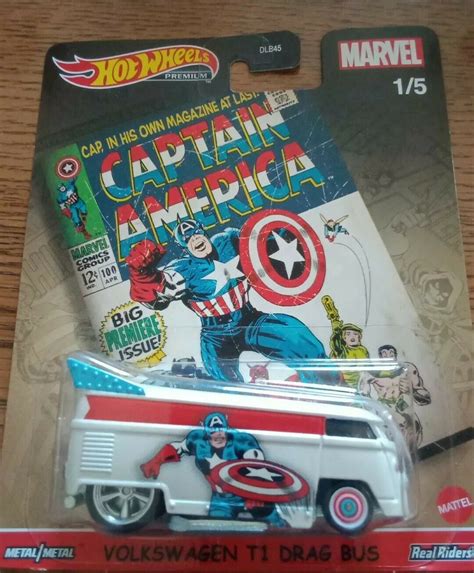 HOT WHEELS
PREMIUM
DLB45
MARVEL
1/5
CAP, IN HIS OWN MAGAZINE AT LAST!
CAPTAIN
AMERICA
MARVEL
COMICS
GROUP
12¢
100
APR
BIG
PREMIERE
ISSUE!
MATTEL
METAL/METAL
VOLKSWAGEN T1 DRAG BUS
Real Riders